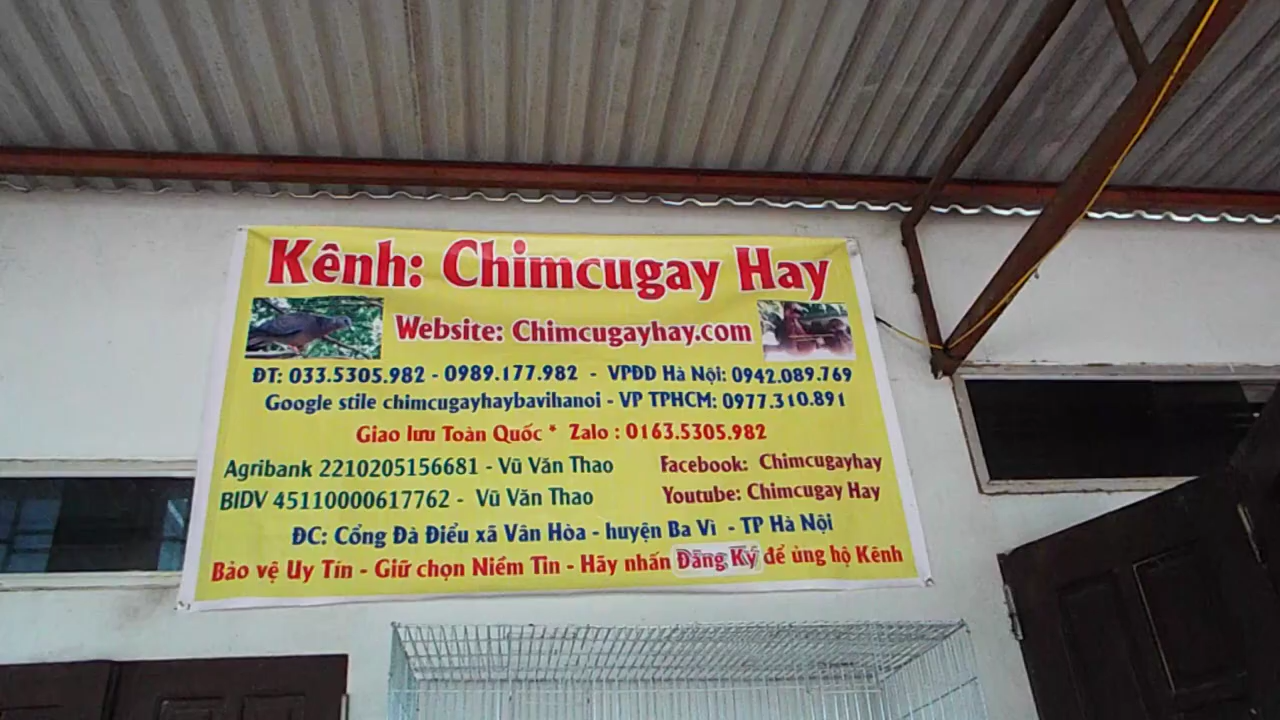 Kênh: Chimcugay Hay
Website: Chimcugayhay.com
ĐT: 033.5305.982 - 0989.177.982 - VPĐD Hà Nội: 0942.089.769
Google stile chimcugayhaybavihanoi - VP TPHCM: 0977.310.891
Giao lưu Toàn Quốc * Zalo : 0163.5305.982
Agribank 2210205156681 - Vũ Văn Thao
Facebook: Chimcugayhay
BIDV 45110000617762 - Vũ Văn Thao
Youtube: Chimcugay Hay
ĐC: Cổng Đà Điểu xã Vân Hòa - huyện Ba Vì - TP Hà Nội
Bảo vệ Uy Tín - Giữ chọn Niềm Tin - Hãy nhấn Đăng Ký để ủng hộ Kênh